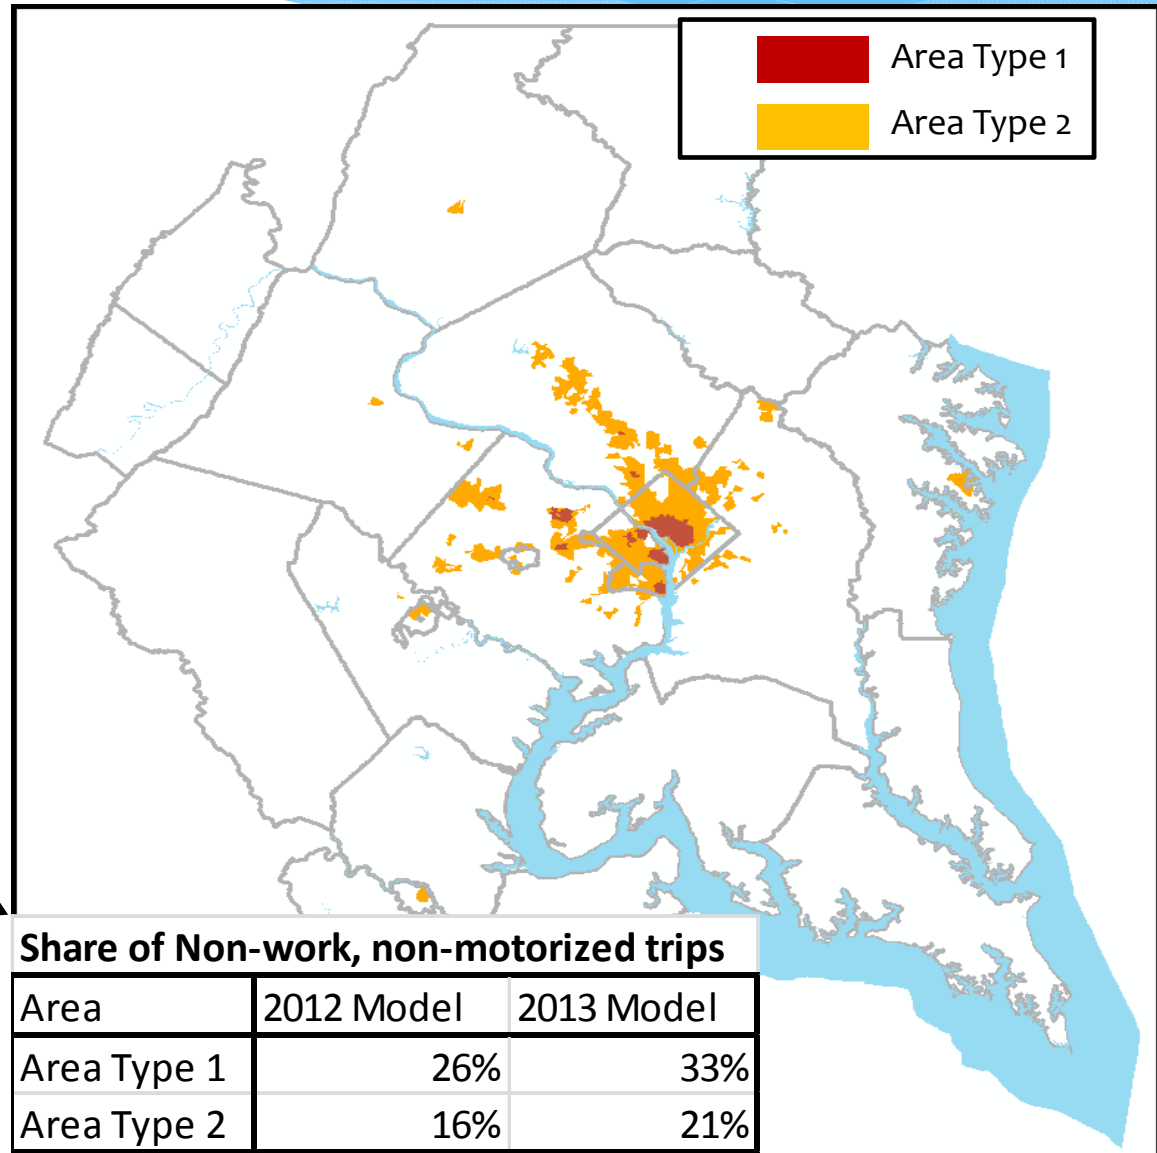 Area Type 1
Area Type 2
Share of Non-work, non-motorized trips
Area 2012 Model 2013 Model
Area Type 1 26% 33%
Area Type 2 16% 21%